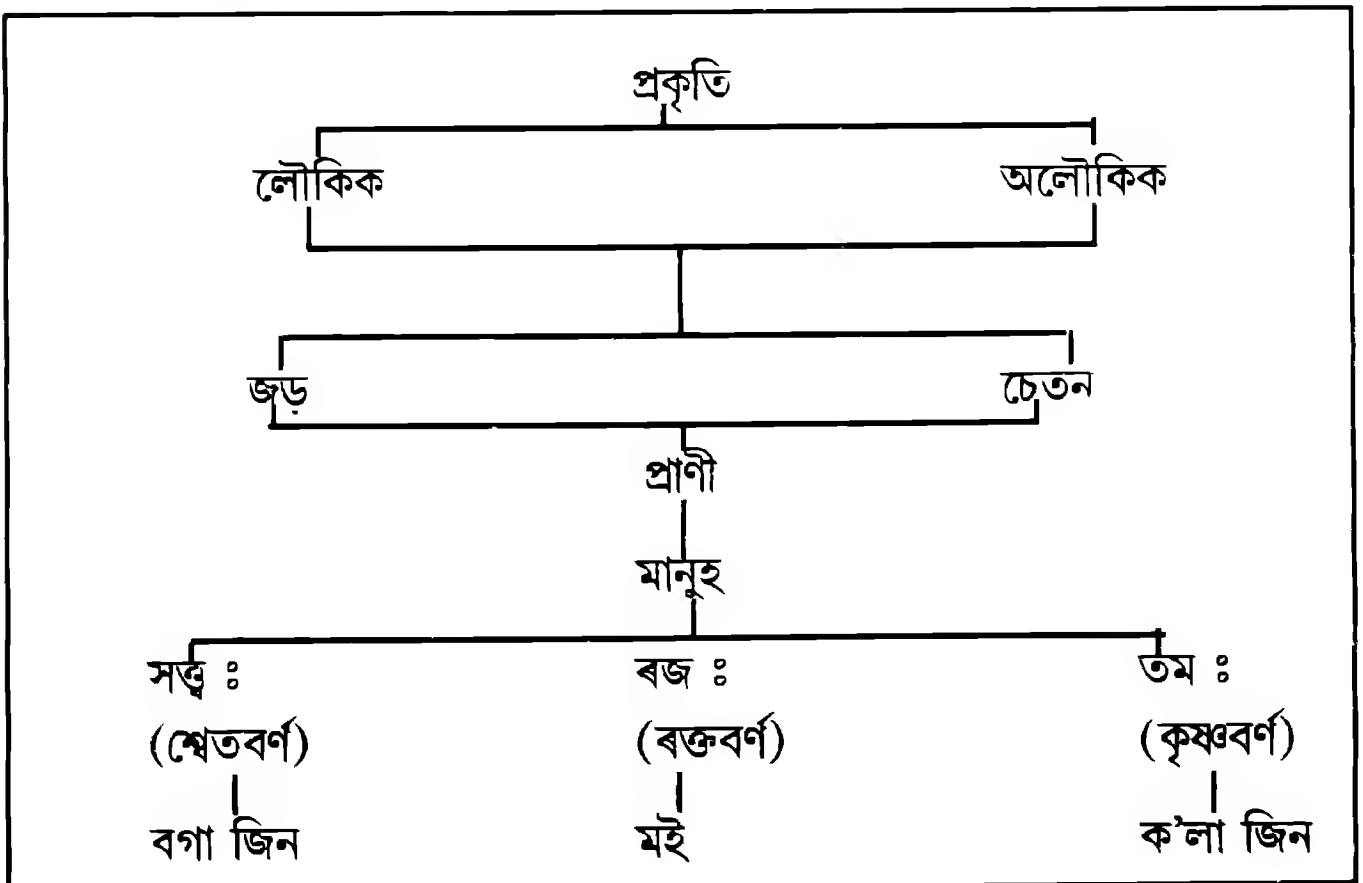 প্ৰকৃতি
লৌকিক অলৌকিক
জড় চেতন
প্ৰাণী
মানুহ
সত্ত্ব : ৰজ : তম :
(শ্বেতবৰ্ণ) (ৰক্তবৰ্ণ) (কৃষ্ণবৰ্ণ)
বগা জিন মই ক'লা জিন